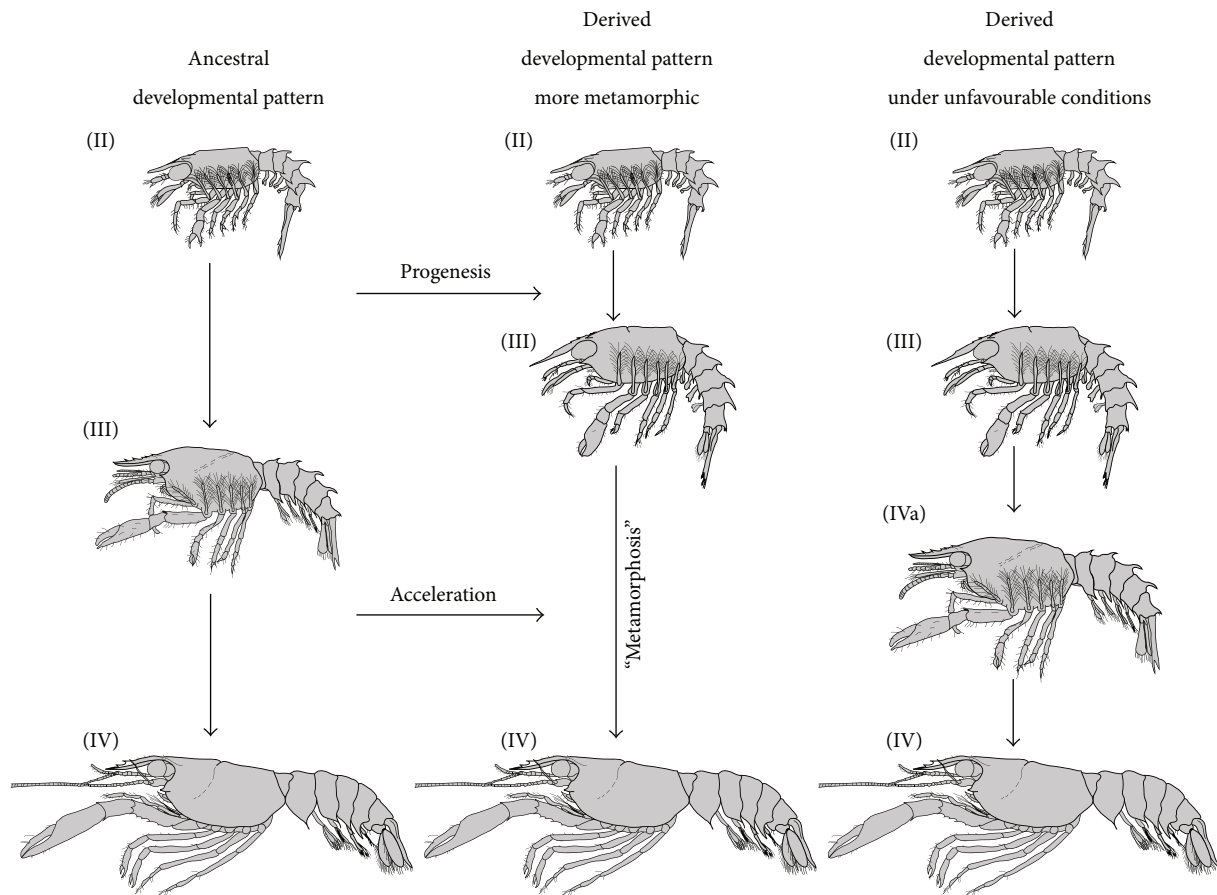 Ancestral
developmental pattern
Derived
developmental pattern
more metamorphic
Derived
developmental pattern
under unfavourable conditions
(II)
(II)
(II)
Progenesis
(III)
(III)
(III)
(IVa)
Acceleration
“Metamorphosis”
(IV)
(IV)
(IV)